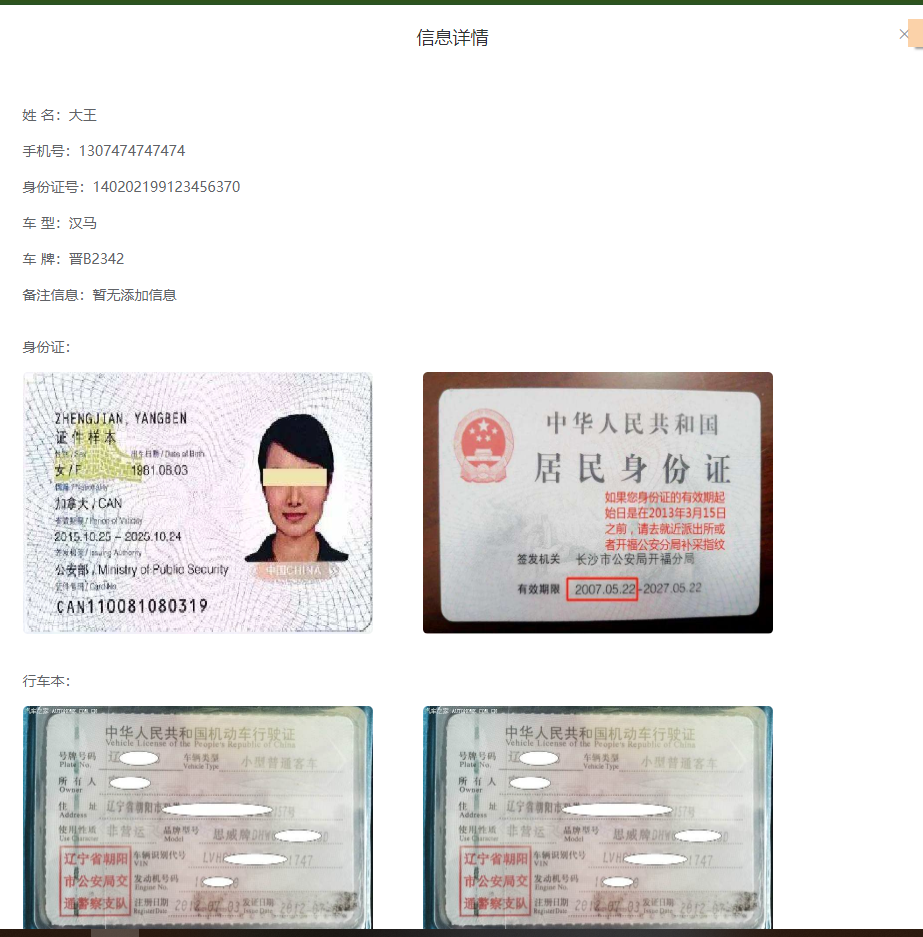 信息详情
姓 名：大王
手机号：1307474747474
身份证号：140202199123456370
车 型：汉马
车 牌：晋B2342
备注信息：暂无添加信息
身份证：
ZHENGJIAN, YANGBEN
证件样本
性别 / Sex 出生日期 / Date of Birth
女 / F 1981.08.03
国籍 / Nationality
加拿大 / CAN
有效期限 / Period of Validity
2015.10.25 – 2025.10.24
签发机关 / Issuing Authority
公安部 / Ministry of Public Security
证件号码 / Card No.
CAN110081080319
中国CHINA
中华人民共和国
居民身份证
如果您身份证的有效期起
始日是在2013年3月15日
之前，请去就近派出所或
者开福公安分局补采指纹
签发机关 长沙市公安局开福分局
有效期限 2007.05.22-2027.05.22
行车本：
汽车之家 AUTOHOME.COM.CN
中华人民共和国机动车行驶证
Vehicle License of the People's Republic of China
号牌号码 辽 车辆类型 小型普通客车
Plate No. Vehicle Type
所有人
Owner
住 址 辽宁省朝阳市
Address
使用性质 非营运 品牌型号 思威牌DHW
Use Character Model
辽宁省朝阳 车辆识别代号 LVH 1747
VIN
市公安局交 发动机号码
Engine No.
通警察支队 注册日期 发证日期
Register Date Issue Date
汽车之家 AUTOHOME.COM.CN
中华人民共和国机动车行驶证
Vehicle License of the People's Republic of China
号牌号码 辽 车辆类型 小型普通客车
Plate No. Vehicle Type
所有人
Owner
住 址 辽宁省朝阳市
Address
使用性质 非营运 品牌型号 思威牌DHW
Use Character Model
辽宁省朝阳 车辆识别代号 LVH 1747
VIN
市公安局交 发动机号码
Engine No.
通警察支队 注册日期 发证日期
Register Date Issue Date